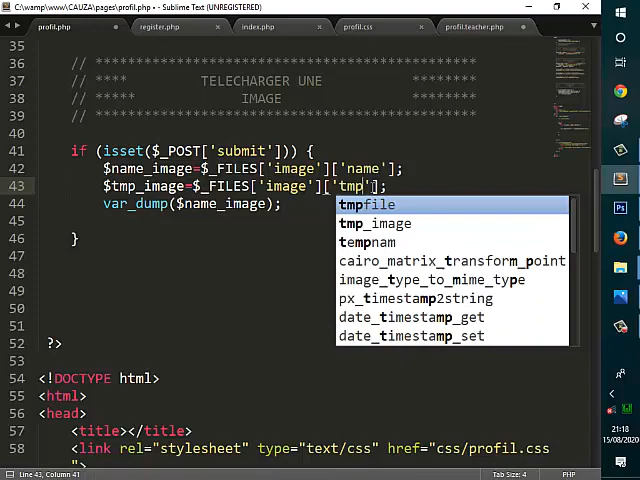 C:\wamp\www\CAUZA\pages\profil.php • - Sublime Text (UNREGISTERED)
profil.php register.php index.php profil.css profil.teacher.php
35
36 // ***********************************************
37 // **** TELECHARGER UNE ********
38 // ***** IMAGE ********
39 // ***********************************************
40
41 if (isset($_POST['submit'])) {
42 $name_image=$_FILES['image']['name'];
43 $tmp_image=$_FILES['image']['tmp'];
44 var_dump($name_image);
tmpfile
45
tmp_image
46 }
tempnam
47
cairo_matrix_transform_point
48
image_type_to_mime_type
49
px_timestamp2string
50
date_timestamp_get
51
date_timestamp_set
52 ?>
53
54 <!DOCTYPE html>
55 <html>
56 <head>
57 <title></title>
58 <link rel="stylesheet" type="text/css" href="css/profil.css
">
21:18
15/08/2020
Line 43, Column 41 Tab Size: 4 PHP